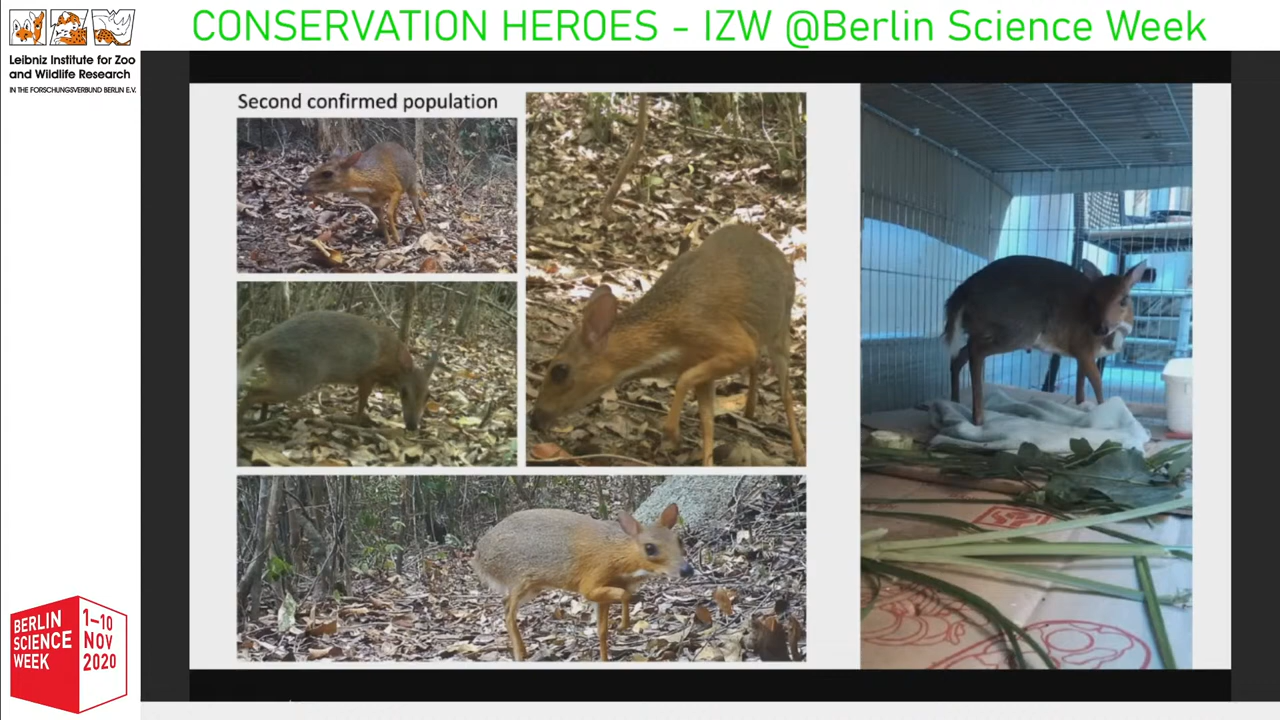 CONSERVATION HEROES - IZW @Berlin Science Week
IZW
Leibniz Institute for Zoo
and Wildlife Research
IN THE FORSCHUNGSVERBUND BERLIN E.V.
Second confirmed population
BERLIN
SCIENCE
WEEK
1–10
NOV
2020